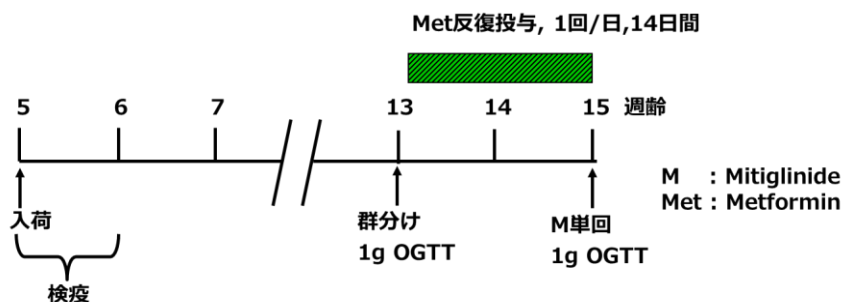 Met反復投与, 1回/日,14日間
5 6 7 13 14 15 週齢
入荷
検疫
群分け
1g OGTT
M単回
1g OGTT
M : Mitiglinide
Met : Metformin